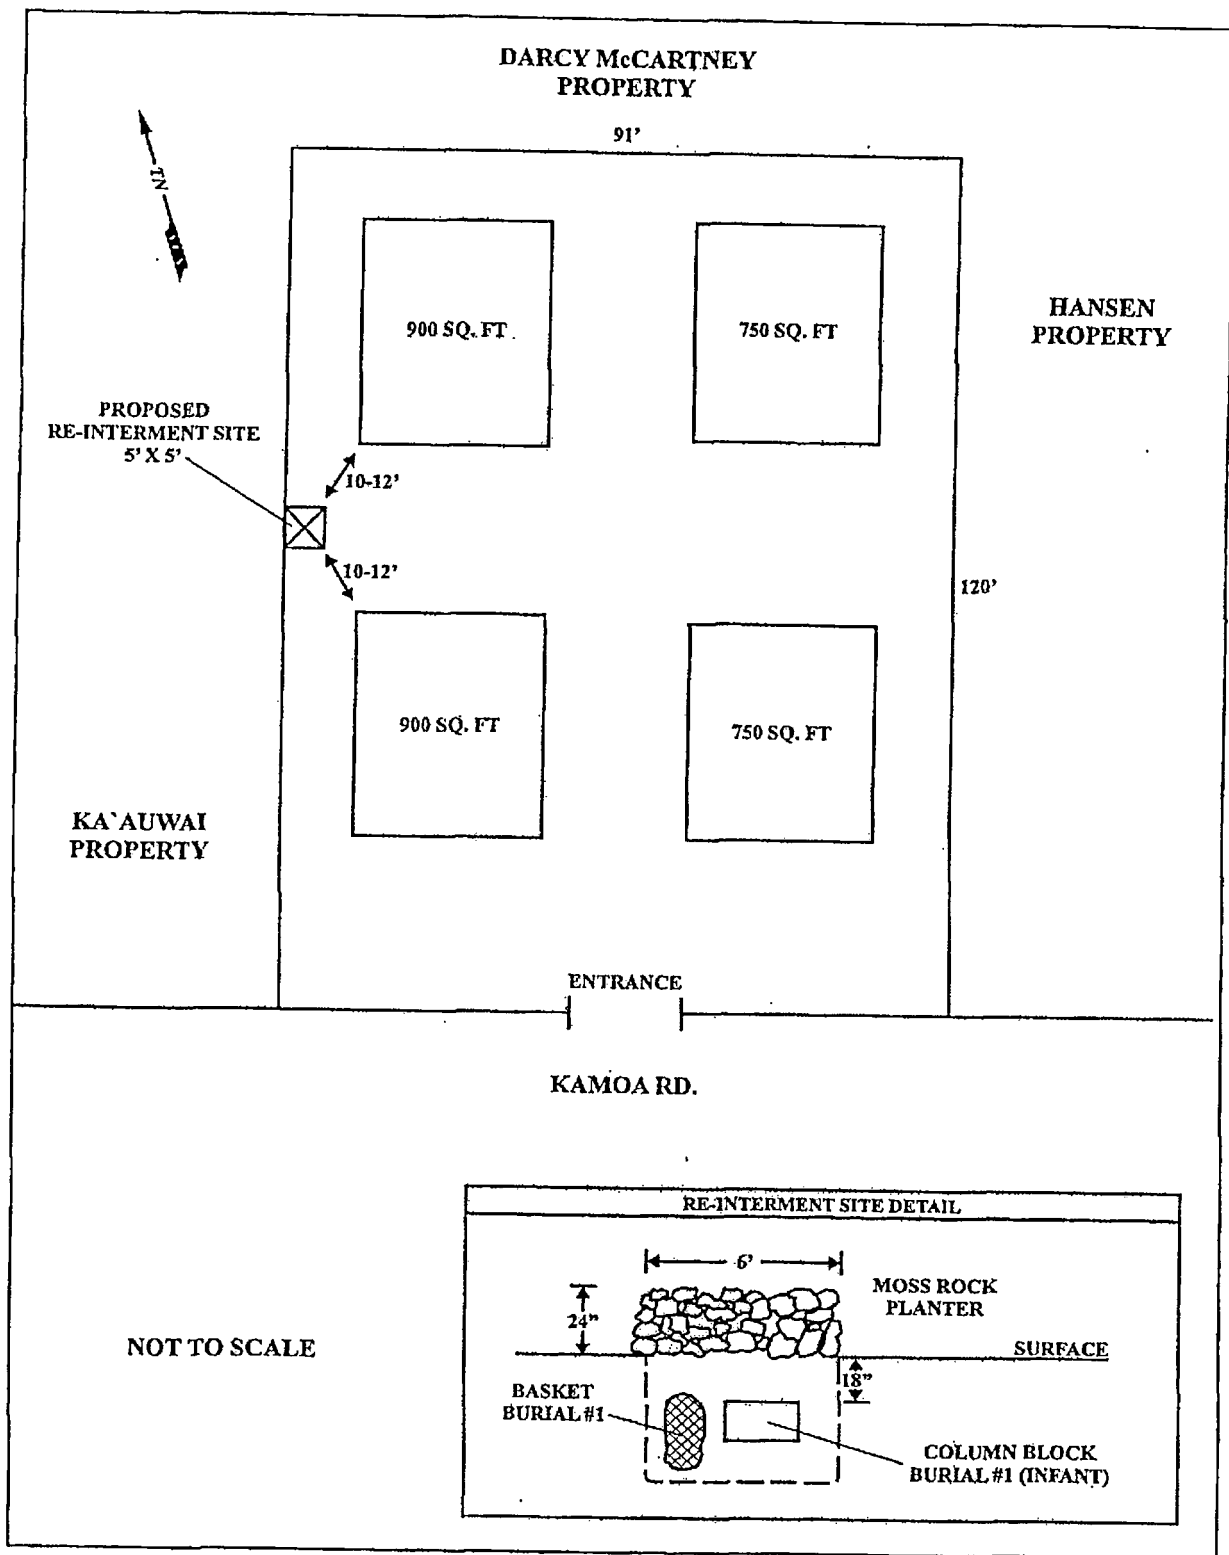 DARCY McCARTNEY
PROPERTY
91'
TN
900 SQ. FT
750 SQ. FT
HANSEN
PROPERTY
PROPOSED
RE-INTERMENT SITE
5' X 5'
10-12'
10-12'
120'
900 SQ. FT
750 SQ. FT
KA`AUWAI
PROPERTY
ENTRANCE
KAMOA RD.
NOT TO SCALE
RE-INTERMENT SITE DETAIL
6'
24"
MOSS ROCK
PLANTER
SURFACE
18"
BASKET
BURIAL #1
COLUMN BLOCK
BURIAL #1 (INFANT)